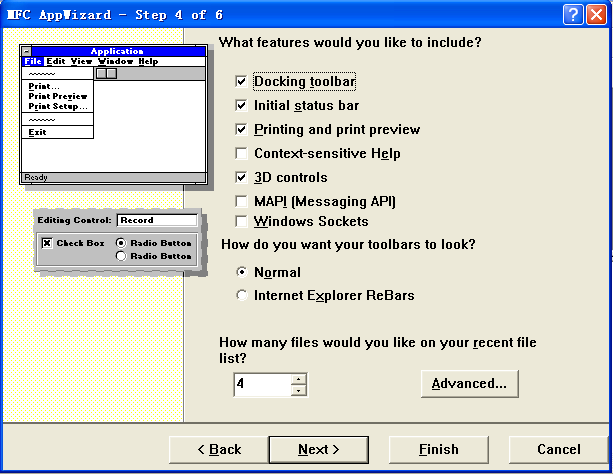 MFC AppWizard - Step 4 of 6
Application
File Edit View Window Help
Print...
Print Preview
Print Setup...
Exit
Ready
Editing Control: Record
Check Box
Radio Button
Radio Button
What features would you like to include?
Docking toolbar
Initial status bar
Printing and print preview
Context-sensitive Help
3D controls
MAPI (Messaging API)
Windows Sockets
How do you want your toolbars to look?
Normal
Internet Explorer ReBars
How many files would you like on your recent file
list?
4
Advanced...
< Back
Next >
Finish
Cancel